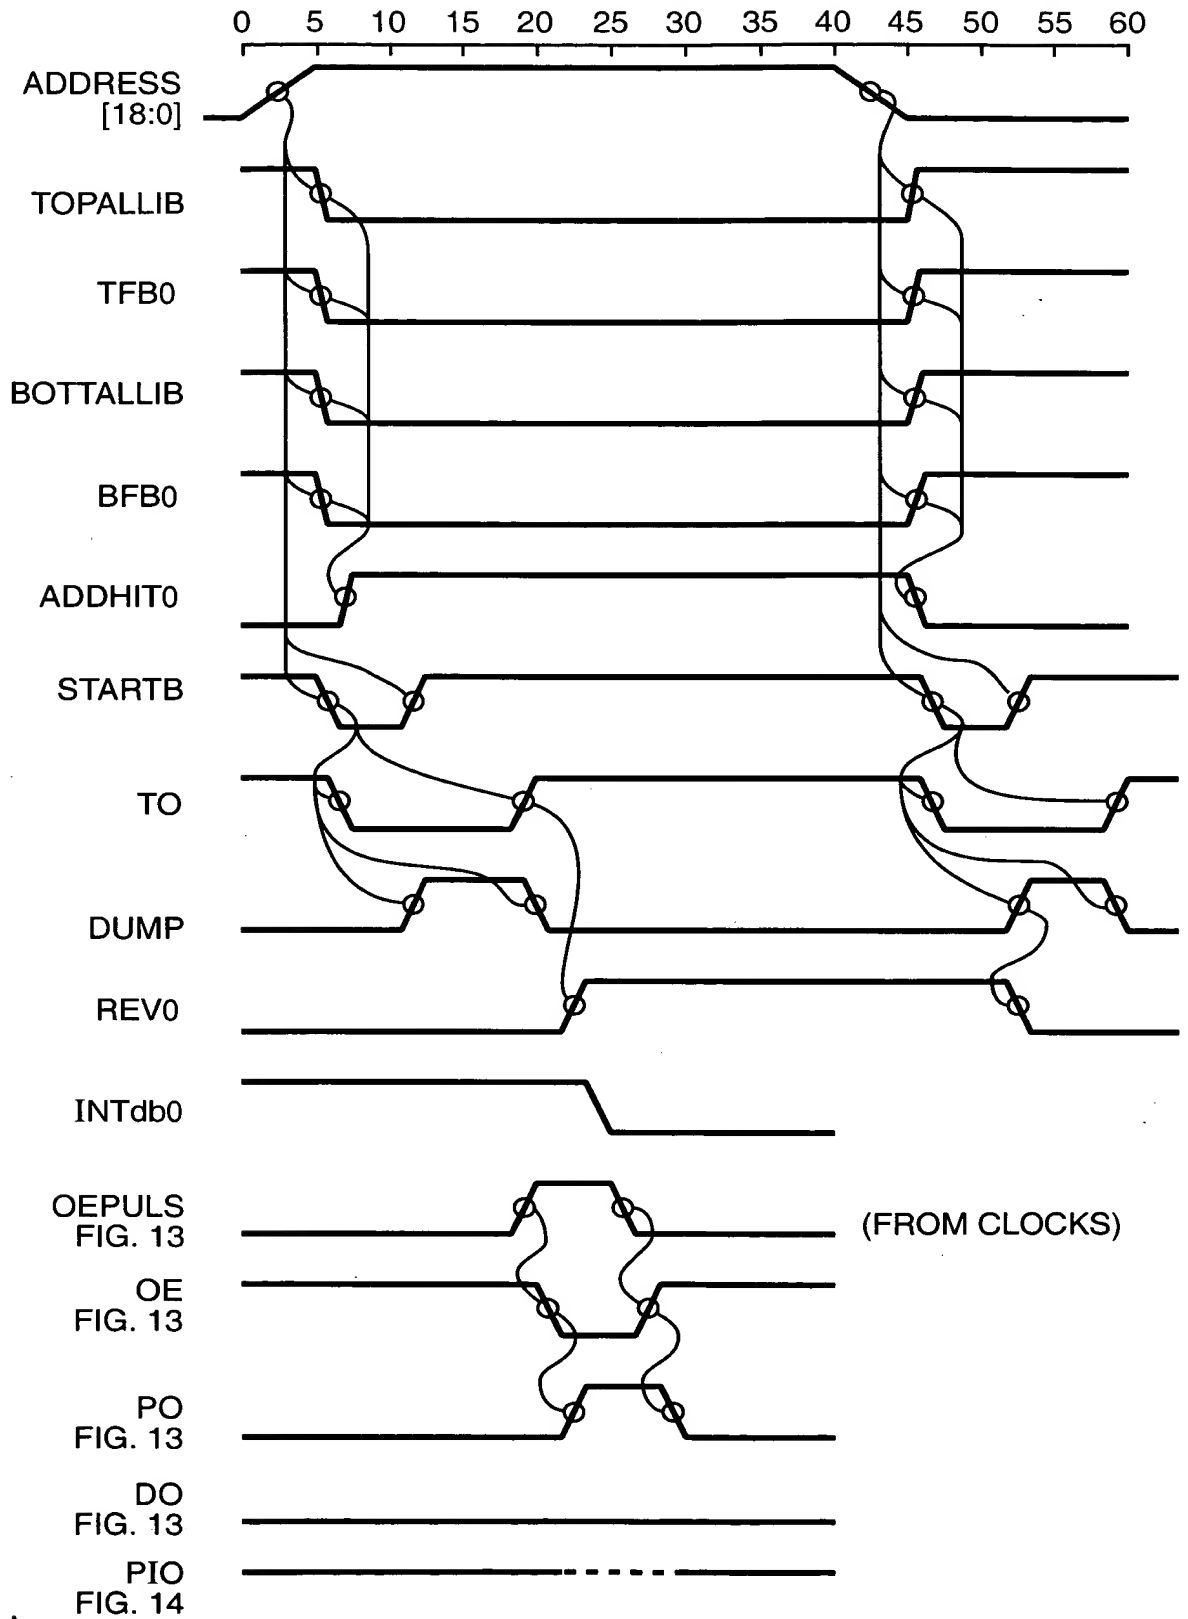 0 5 10 15 20 25 30 35 40 45 50 55 60
ADDRESS
[18:0]
TOPALLIB
TFB0
BOTTALLIB
BFB0
ADDHIT0
STARTB
TO
DUMP
REV0
INTdb0
OEPULS
FIG. 13
(FROM CLOCKS)
OE
FIG. 13
PO
FIG. 13
DO
FIG. 13
PIO
FIG. 14